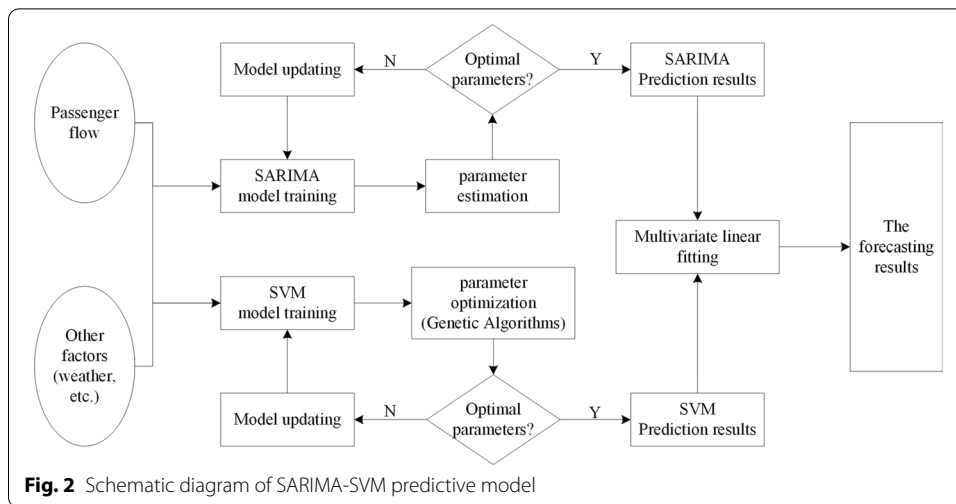 Passenger
flow
Other
factors
(weather,
etc.)
Model updating
N
Optimal
parameters?
Y
SARIMA
Prediction results
SARIMA
model training
parameter
estimation
Multivariate linear
fitting
The
forecasting
results
SVM
model training
parameter
optimization
(Genetic Algorithms)
Model updating
N
Optimal
parameters?
Y
SVM
Prediction results
Fig. 2 Schematic diagram of SARIMA-SVM predictive model